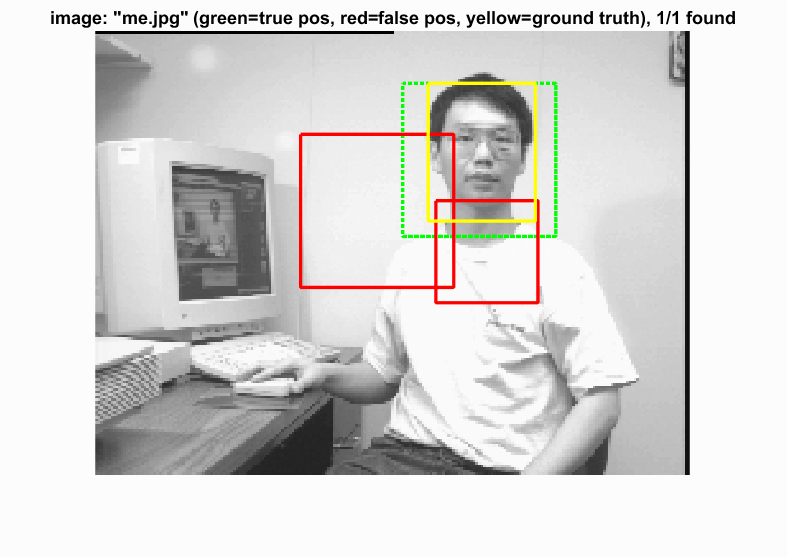 image: "me.jpg" (green=true pos, red=false pos, yellow=ground truth), 1/1 found